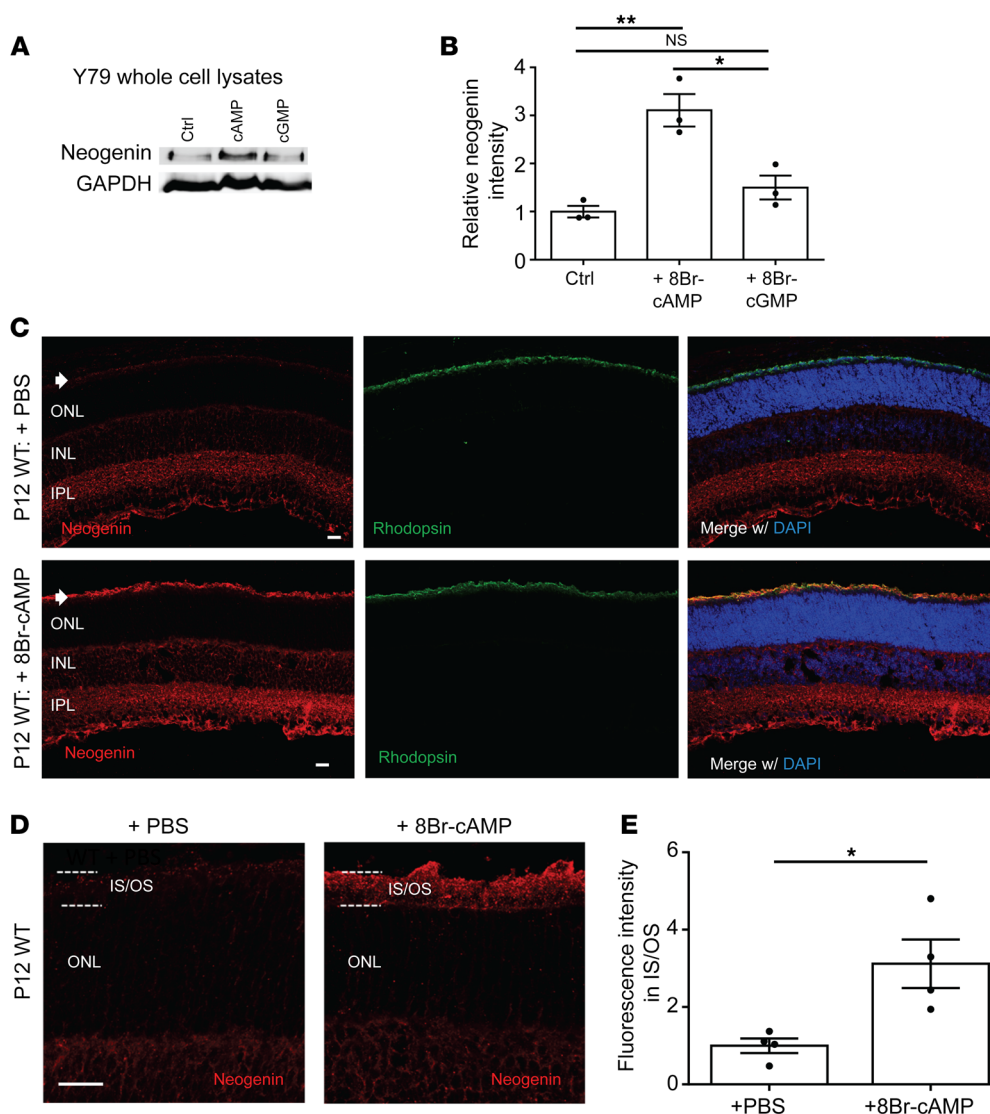 A
Y79 whole cell lysates
Ctrl
cAMP
cGMP
Neogenin
GAPDH
B
**
NS
*
Relative neogenin
intensity
4
3
2
1
0
Ctrl
+ 8Br-
cAMP
+ 8Br-
cGMP
C
P12 WT: + PBS
ONL
INL
IPL
Neogenin
Rhodopsin
Merge w/ DAPI
P12 WT: + 8Br-cAMP
ONL
INL
IPL
Neogenin
Rhodopsin
Merge w/ DAPI
D
+ PBS
+ 8Br-cAMP
P12 WT
WT + PBS
IS/OS
ONL
Neogenin
IS/OS
ONL
Neogenin
E
*
Fluorescence intensity
in IS/OS
6
4
2
0
+PBS
+8Br-cAMP